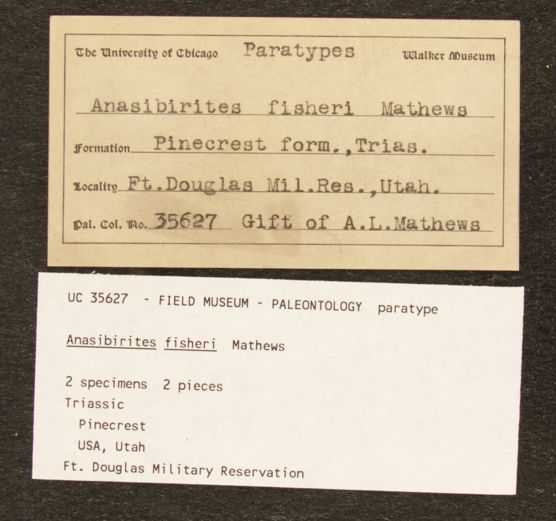 The University of Chicago Paratypes Walker Museum
Anasibirites fisheri Mathews
Formation Pinecrest form.,Trias.
Locality Ft.Douglas Mil.Res.,Utah.
Pal. Col. No. 35627 Gift of A.L.Mathews
UC 35627 - FIELD MUSEUM - PALEONTOLOGY paratype
Anasibirites fisheri Mathews
2 specimens 2 pieces
Triassic
Pinecrest
USA, Utah
Ft. Douglas Military Reservation